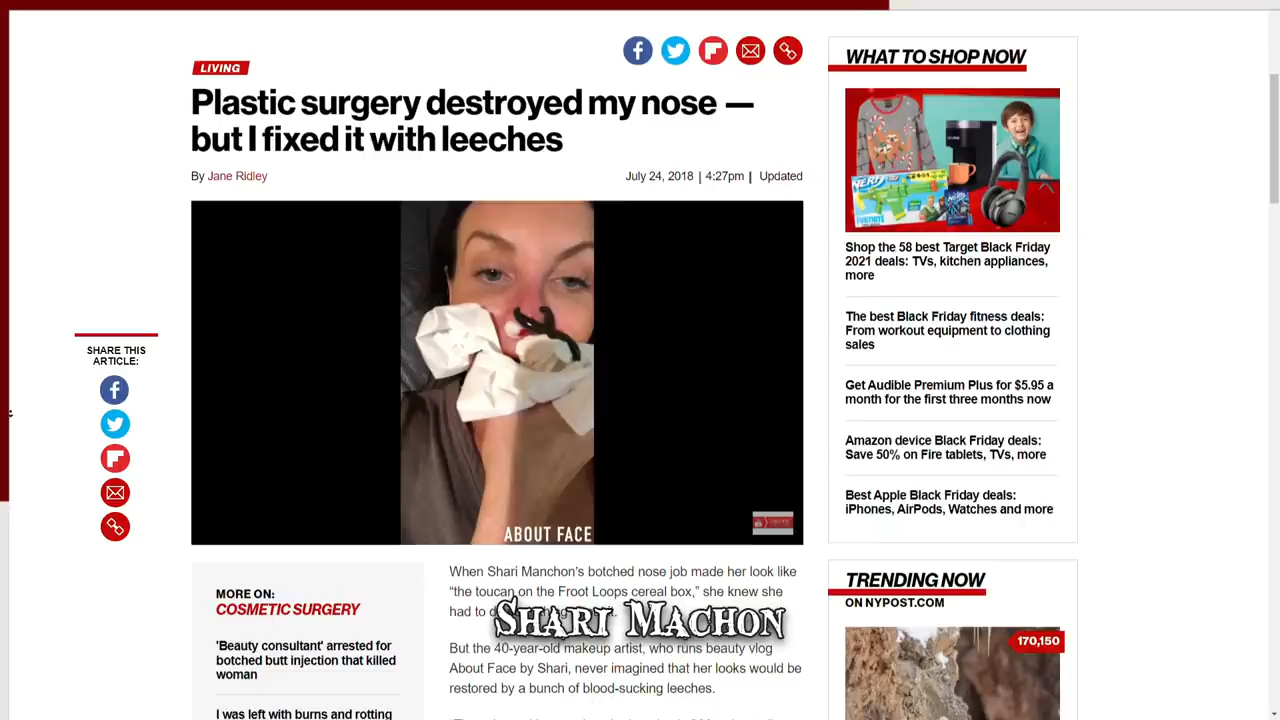 LIVING
Plastic surgery destroyed my nose —
but I fixed it with leeches
By Jane Ridley
July 24, 2018 | 4:27pm | Updated
SHARE THIS
ARTICLE:
ABOUT FACE
MORE ON:
COSMETIC SURGERY
'Beauty consultant' arrested for
botched butt injection that killed
woman
I was left with burns and rotting
When Shari Manchon's botched nose job made her look like
“the toucan on the Froot Loops cereal box,” she knew she
had to
SHARI MACHON
But the 40-year-old makeup artist, who runs beauty vlog
About Face by Shari, never imagined that her looks would be
restored by a bunch of blood-sucking leeches.
WHAT TO SHOP NOW
NERF
FORTNITE
Shop the 58 best Target Black Friday
2021 deals: TVs, kitchen appliances,
more
The best Black Friday fitness deals:
From workout equipment to clothing
sales
Get Audible Premium Plus for $5.95 a
month for the first three months now
Amazon device Black Friday deals:
Save 50% on Fire tablets, TVs, more
Best Apple Black Friday deals:
iPhones, AirPods, Watches and more
TRENDING NOW
ON NYPOST.COM
170,150